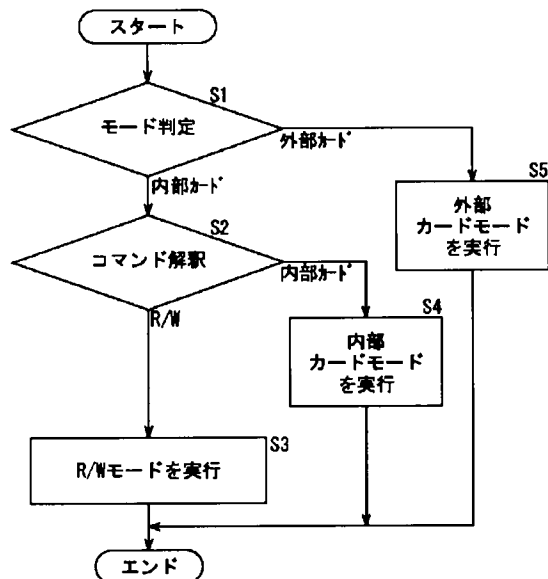 スタート
S1
モード判定
外部カード
内部カード
S5
外部
カードモード
を実行
S2
コマンド解釈
内部カード
R/W
S4
内部
カードモード
を実行
S3
R/Wモードを実行
エンド